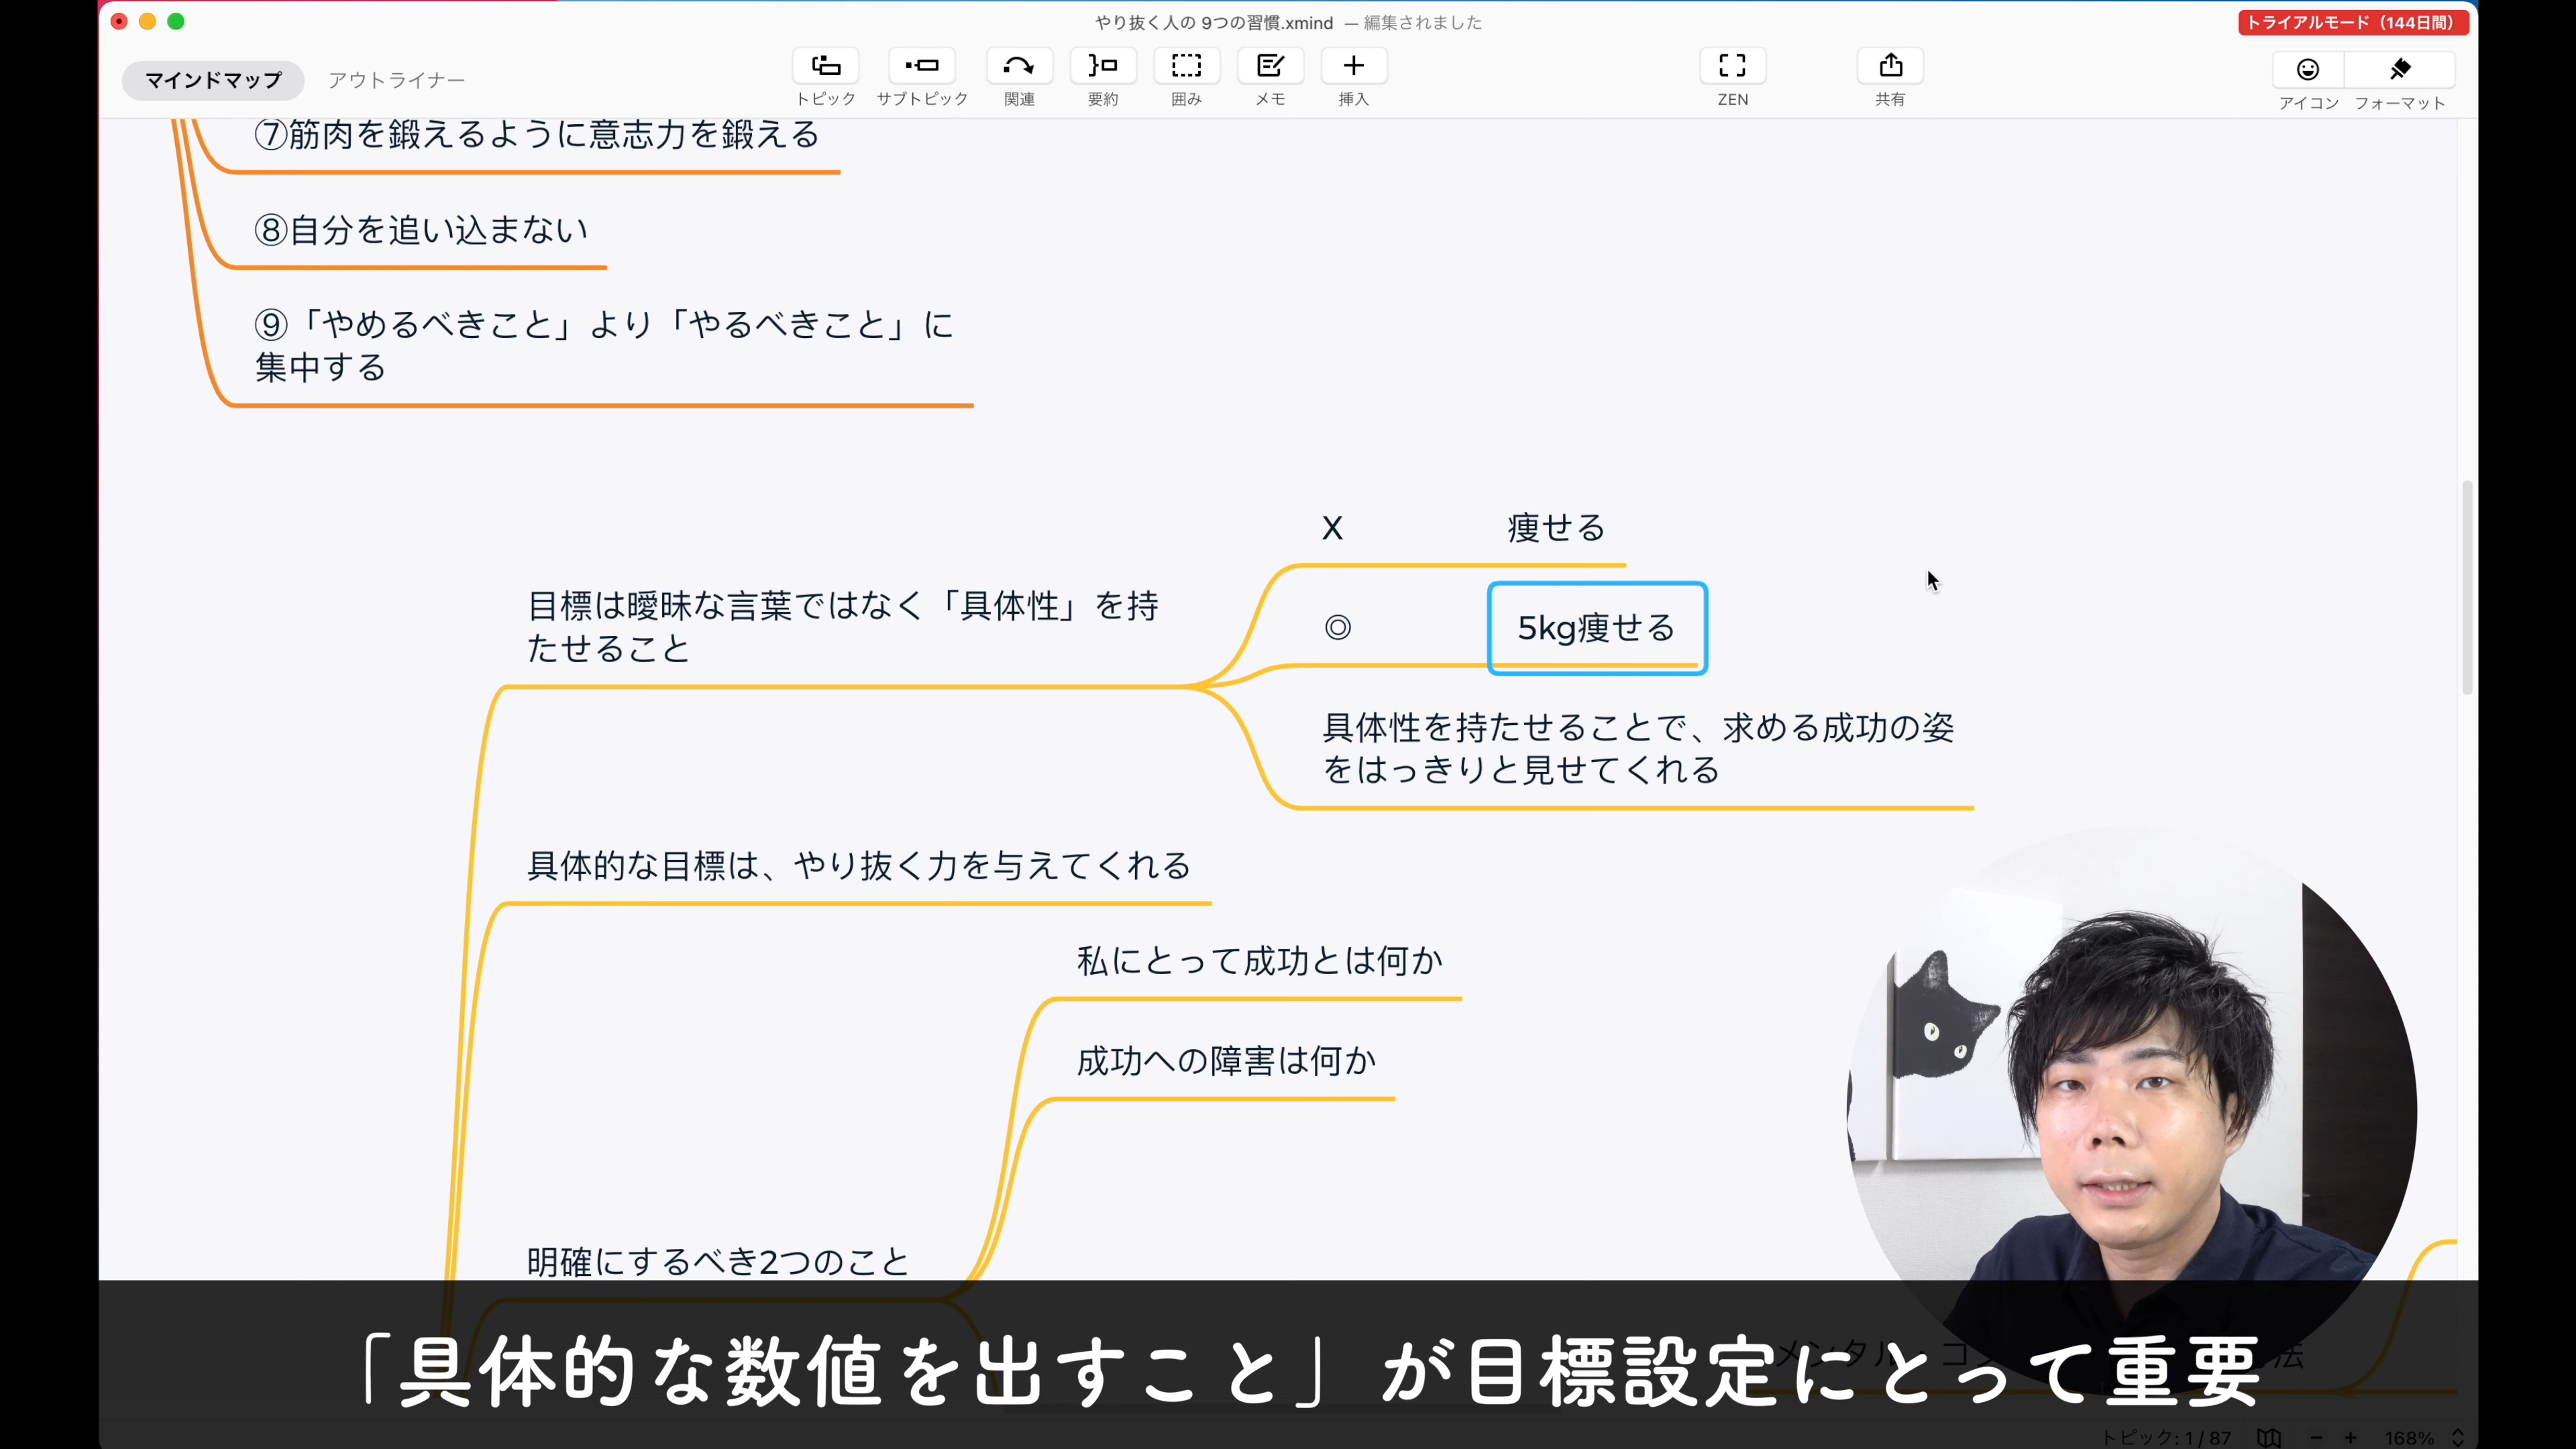 やり抜く人の 9つの習慣.xmind — 編集されました
トライアルモード（144日間）
マインドマップ
アウトライナー
トピック
サブトピック
関連
要約
囲み
メモ
挿入
ZEN
共有
アイコン
フォーマット
⑦筋肉を鍛えるように意志力を鍛える
⑧自分を追い込まない
⑨「やめるべきこと」より「やるべきこと」に
集中する
X 痩せる
◎ 5kg痩せる
目標は曖昧な言葉ではなく「具体性」を持
たせること
具体性を持たせることで、求める成功の姿
をはっきりと見せてくれる
具体的な目標は、やり抜く力を与えてくれる
私にとって成功とは何か
成功への障害は何か
明確にするべき2つのこと
メンタル・コ 法
「具体的な数値を出すこと」が目標設定にとって重要
トピック: 1 / 87
168%